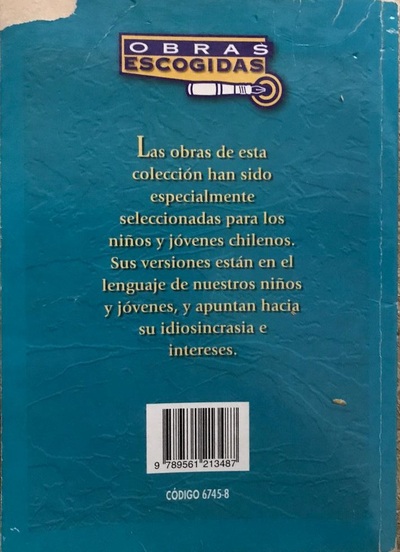 OBRAS
ESCOGIDAS
Las obras de esta
colección han sido
especialmente
seleccionadas para los
niños y jóvenes chilenos.
Sus versiones están en el
lenguaje de nuestros niños
y jóvenes, y apuntan hacia
su idiosincrasia e
intereses.
9 789561 213487
CÓDIGO 6745-8